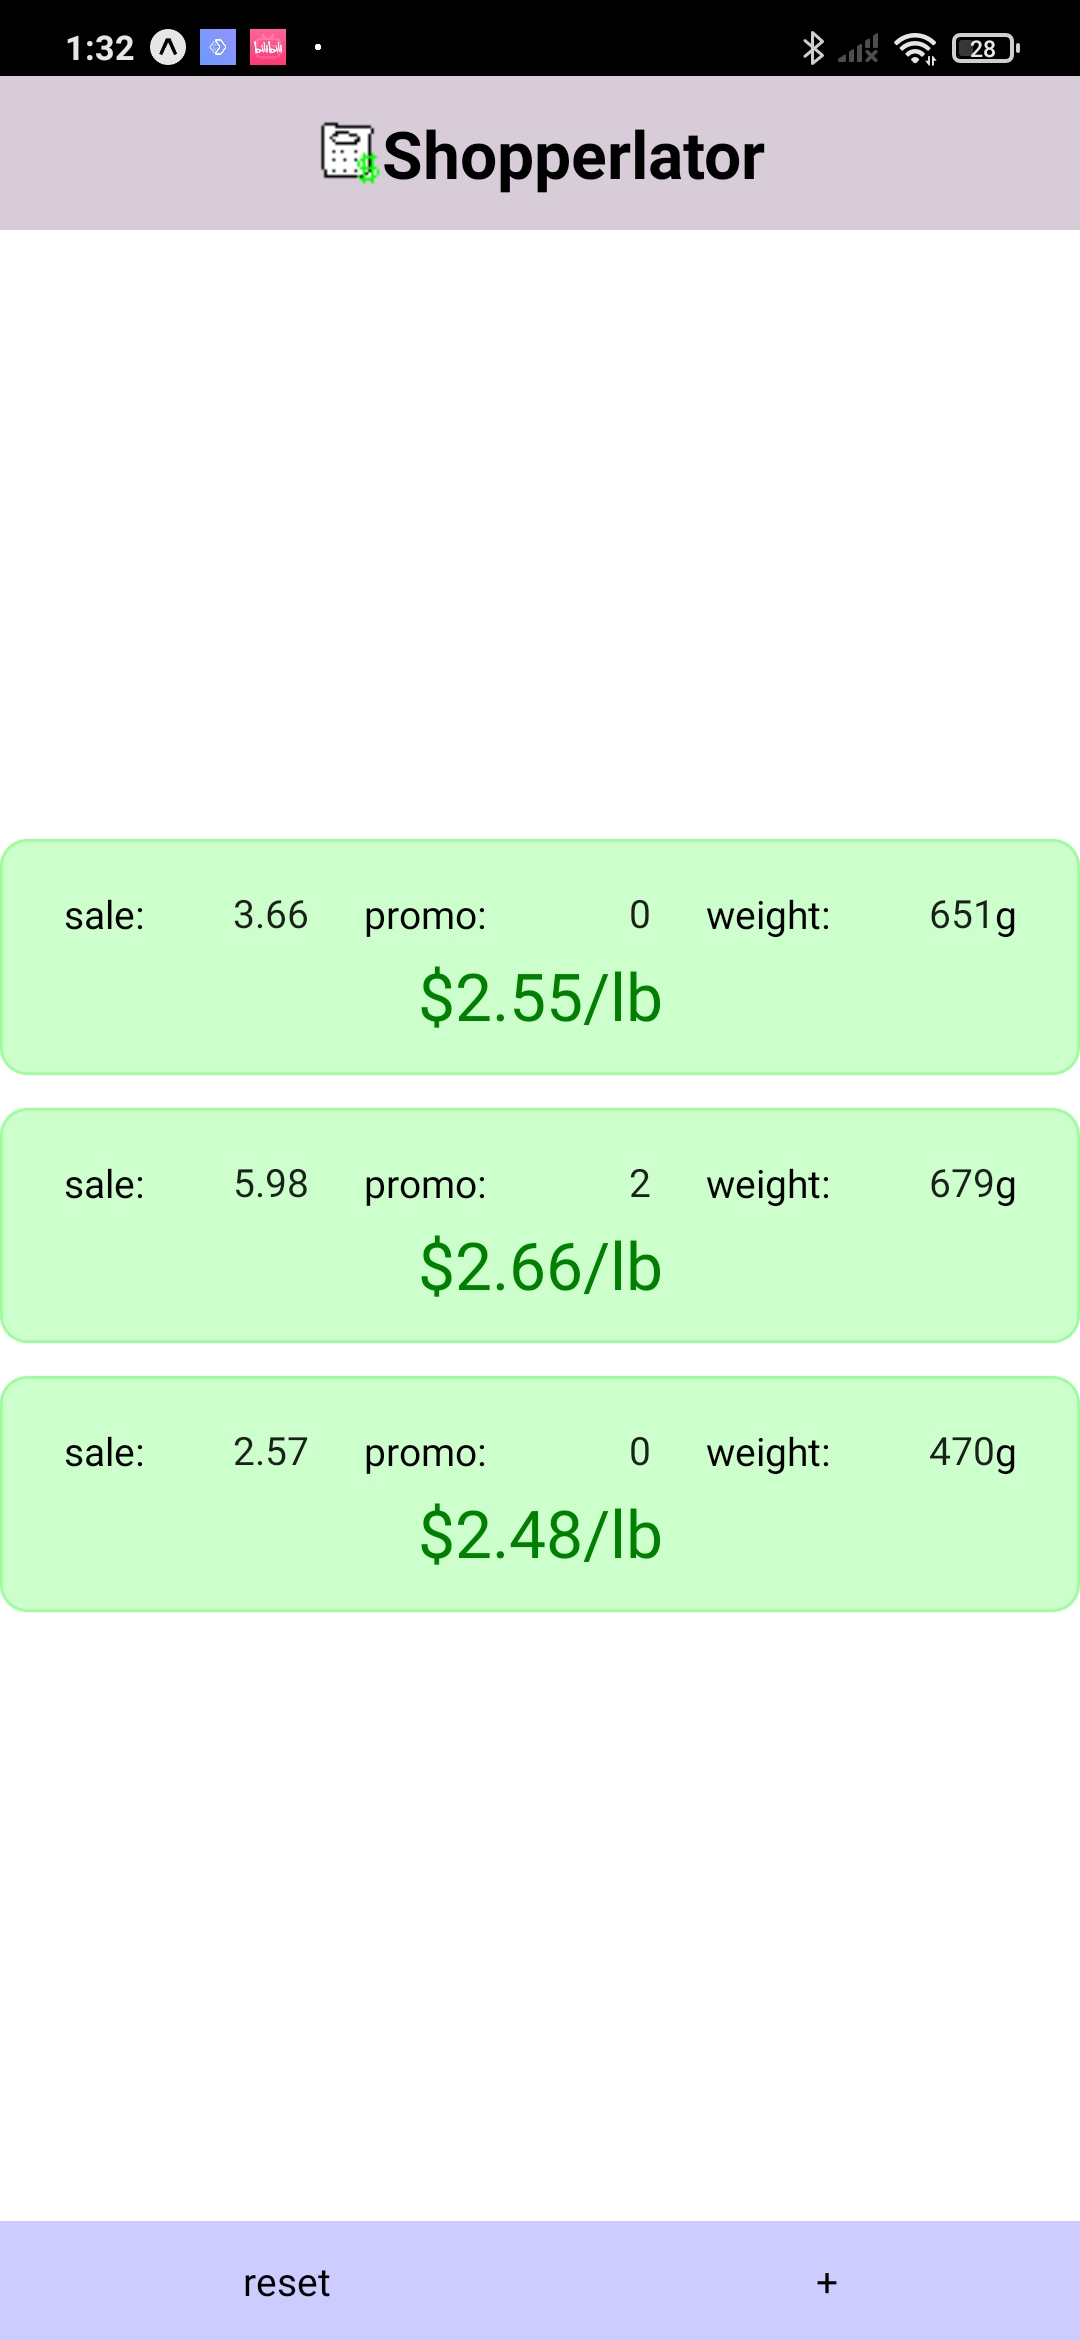 1:32 bilibili 28
Shopperlator
sale: 3.66 promo: 0 weight: 651g
$2.55/lb
sale: 5.98 promo: 2 weight: 679g
$2.66/lb
sale: 2.57 promo: 0 weight: 470g
$2.48/lb
reset +